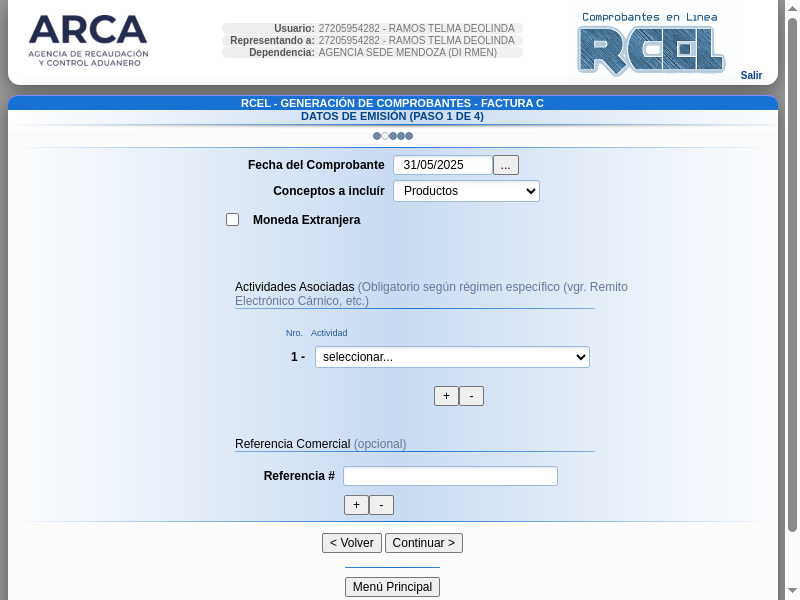 ARCA
AGENCIA DE RECAUDACIÓN
Y CONTROL ADUANERO
Usuario: 27205954282 - RAMOS TELMA DEOLINDA
Representando a: 27205954282 - RAMOS TELMA DEOLINDA
Dependencia: AGENCIA SEDE MENDOZA (DI RMEN)
Comprobantes en Línea
RCEL
Salir
RCEL - GENERACIÓN DE COMPROBANTES - FACTURA C
DATOS DE EMISIÓN (PASO 1 DE 4)
Fecha del Comprobante 31/05/2025 ...
Conceptos a incluír Productos
Moneda Extranjera
Actividades Asociadas (Obligatorio según régimen específico (vgr. Remito
Electrónico Cárnico, etc.)
Nro. Actividad
1 - seleccionar...
+ -
Referencia Comercial (opcional)
Referencia #
+ -
< Volver Continuar >
Menú Principal